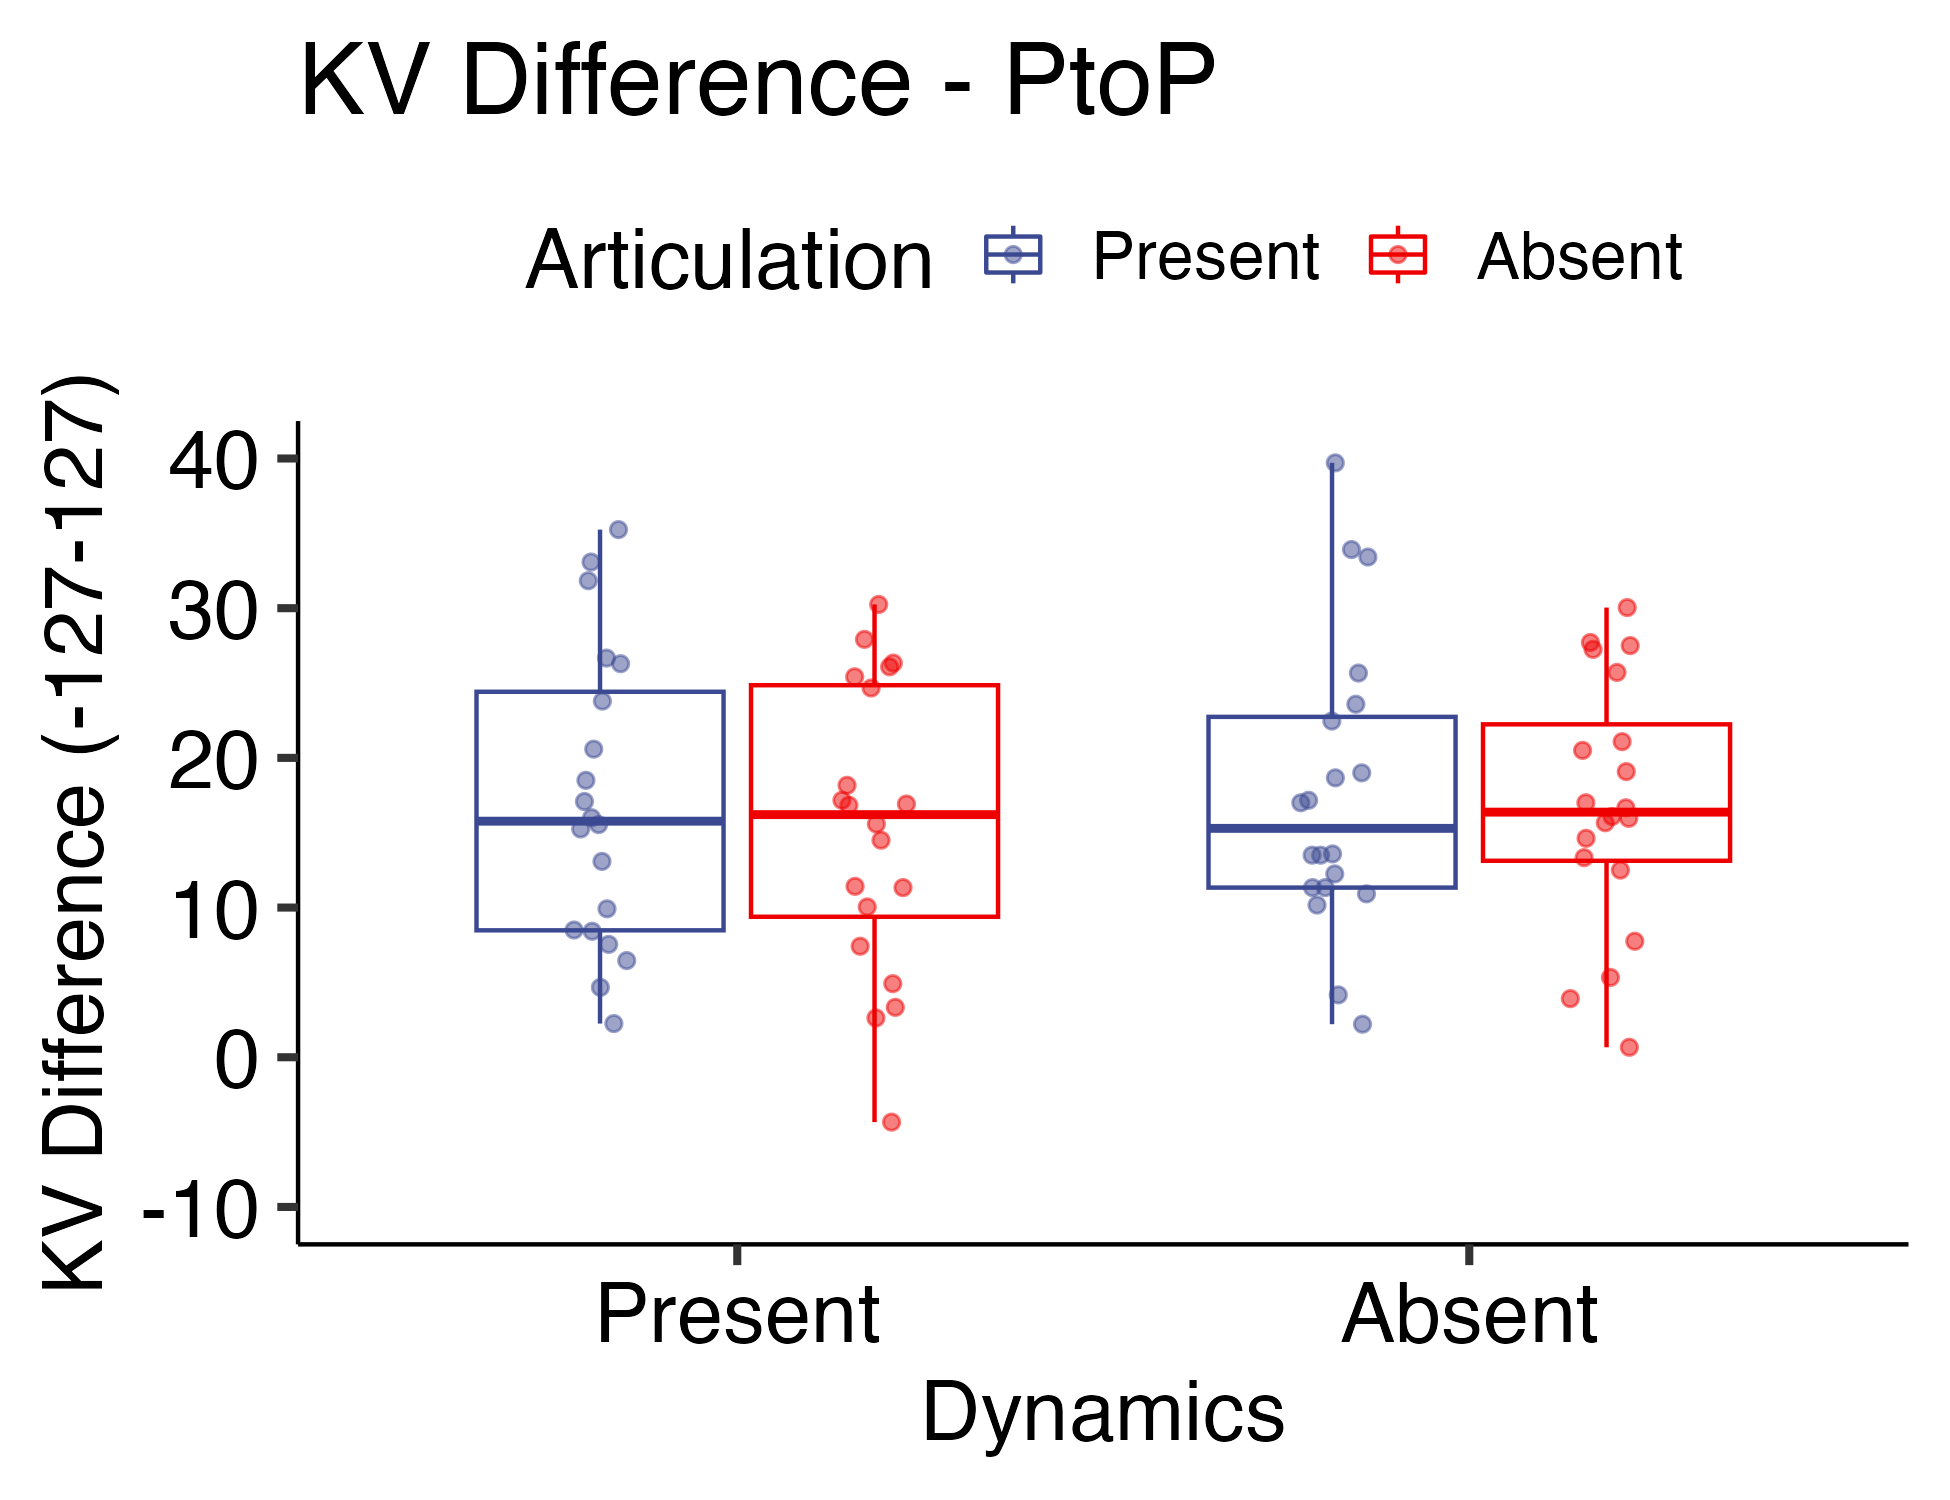 KV Difference - PtoP
Articulation Present Absent
KV Difference (-127-127)
40
30
20
10
0
-10
Present Absent
Dynamics